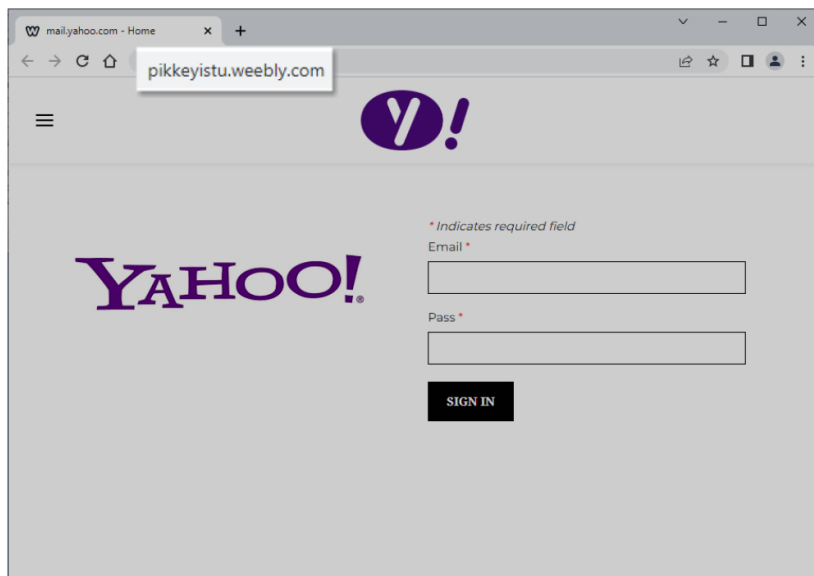 mail.yahoo.com - Home
pikkeyistu.weebly.com
Y!
* Indicates required field
Email *
YAHOO!
Pass *
SIGN IN